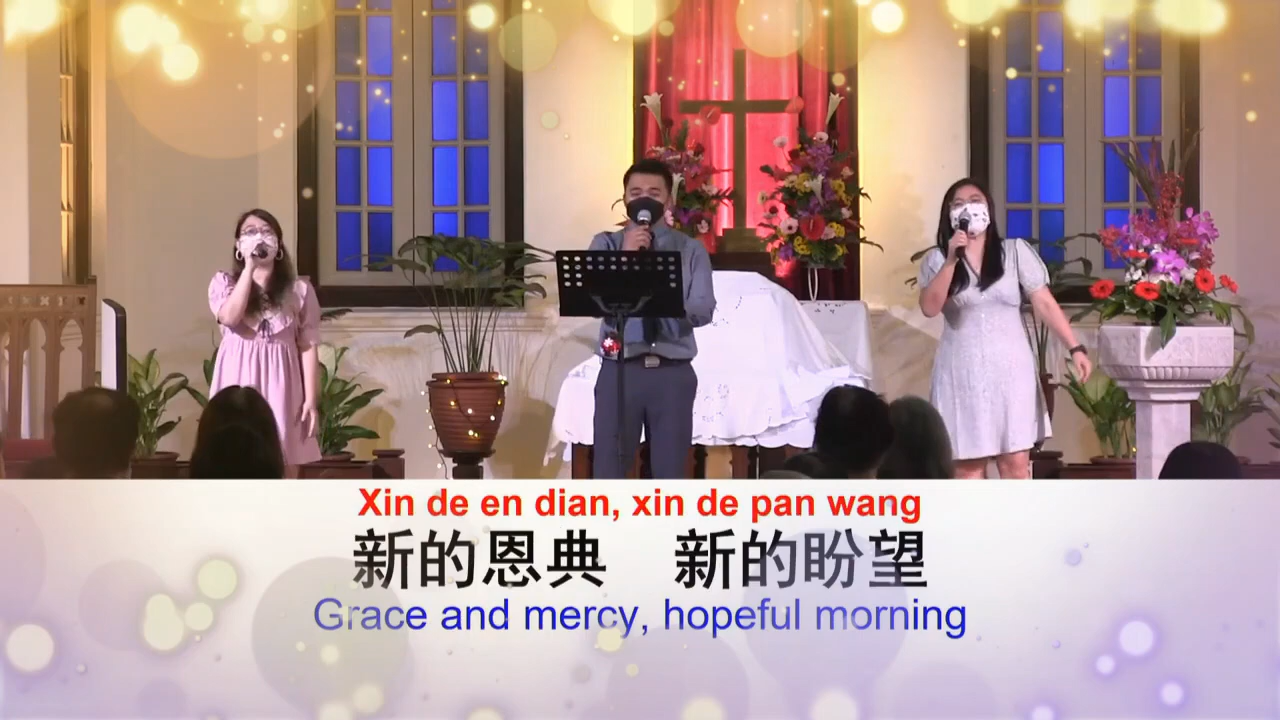 Xin de en dian, xin de pan wang
新的恩典 新的盼望
Grace and mercy, hopeful morning